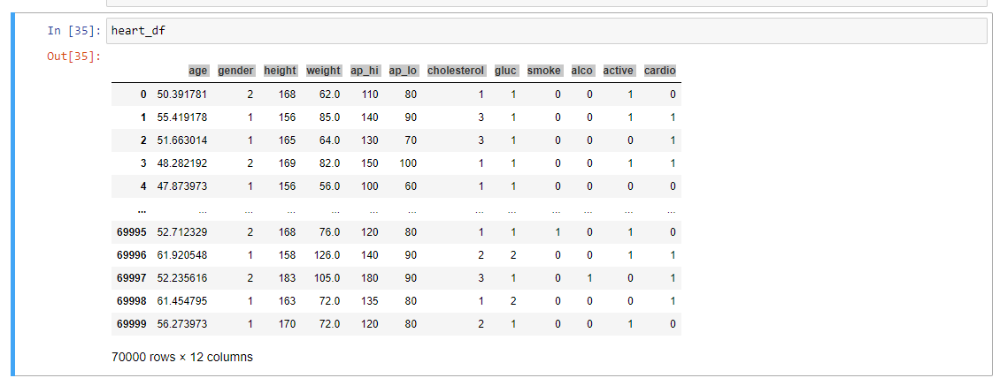 In [35]: heart_df
Out[35]:
age gender height weight ap_hi ap_lo cholesterol gluc smoke alco active cardio
0 50.391781 2 168 62.0 110 80 1 1 0 0 1 0
1 55.419178 1 156 85.0 140 90 3 1 0 0 1 1
2 51.663014 1 165 64.0 130 70 3 1 0 0 0 1
3 48.282192 2 169 82.0 150 100 1 1 0 0 1 1
4 47.873973 1 156 56.0 100 60 1 1 0 0 0 0
... ... ... ... ... ... ... ... ... ... ... ... ...
69995 52.712329 2 168 76.0 120 80 1 1 1 0 1 0
69996 61.920548 1 158 126.0 140 90 2 2 0 0 1 1
69997 52.235616 2 183 105.0 180 90 3 1 0 1 0 1
69998 61.454795 1 163 72.0 135 80 1 2 0 0 0 1
69999 56.273973 1 170 72.0 120 80 2 1 0 0 1 0
70000 rows × 12 columns